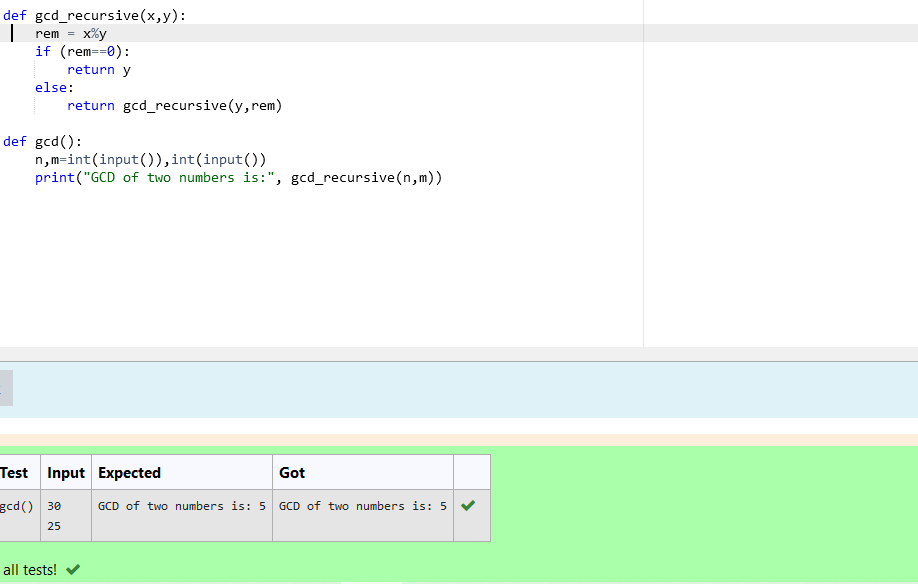 def gcd_recursive(x,y):
    rem = x%y
    if (rem==0):
        return y
    else:
        return gcd_recursive(y,rem)
def gcd():
    n,m=int(input()),int(input())
    print("GCD of two numbers is:", gcd_recursive(n,m))
Test Input Expected Got
gcd() 30 GCD of two numbers is: 5 GCD of two numbers is: 5
25
all tests!